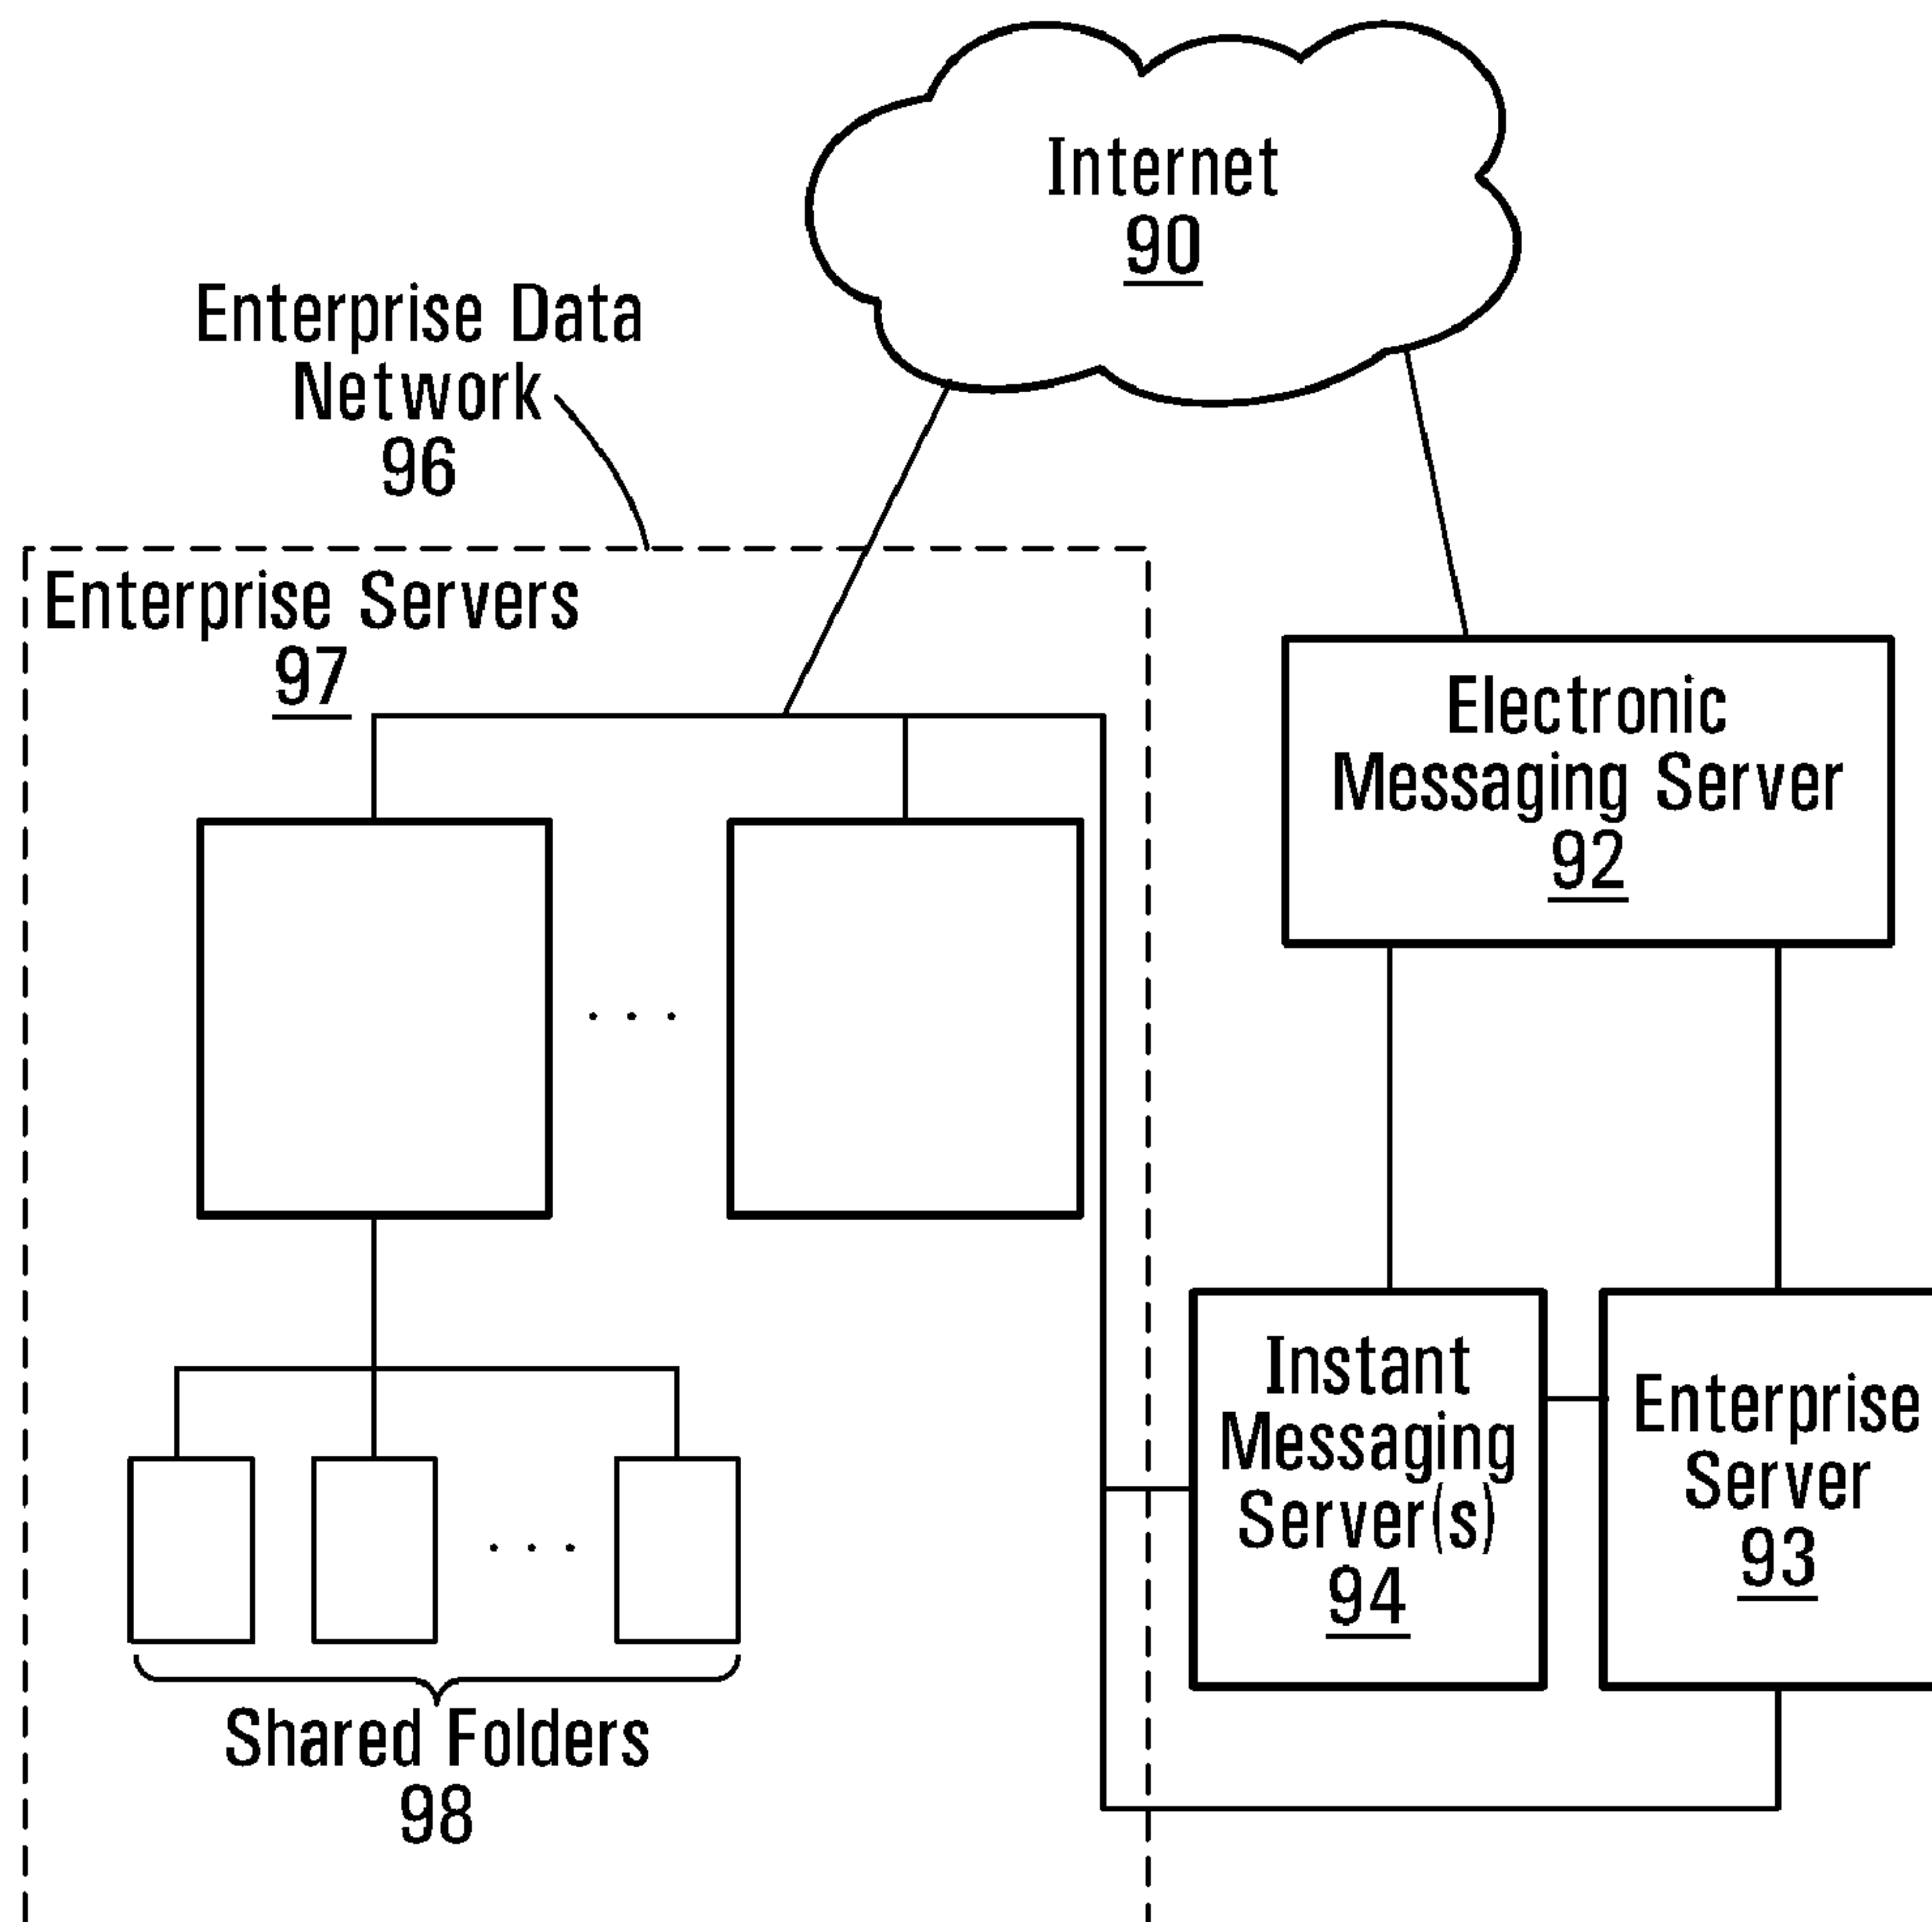 Internet
90
Enterprise Data
Network
96
Enterprise Servers
97
Electronic
Messaging Server
92
. . .
Instant
Messaging
Server(s)
94
Enterprise
Server
93
. . .
Shared Folders
98